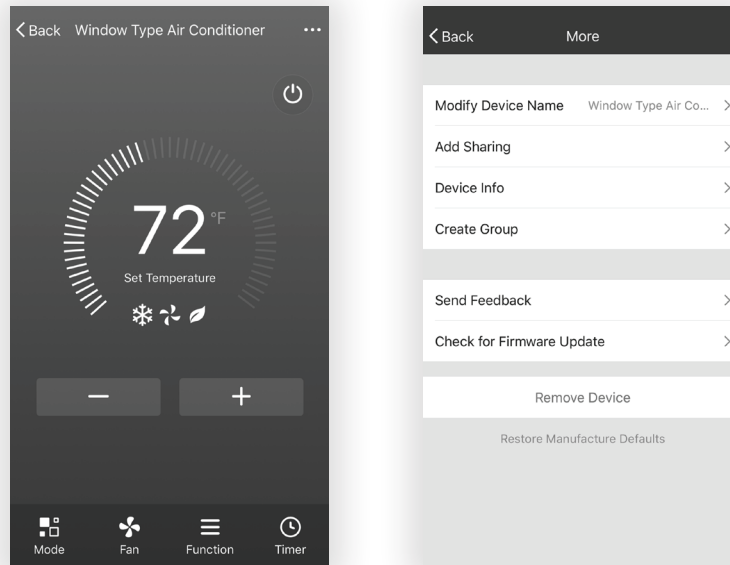 Back Window Type Air Conditioner
72 °F
Set Temperature
Mode Fan Function Timer
Back More
Modify Device Name Window Type Air Co...
Add Sharing
Device Info
Create Group
Send Feedback
Check for Firmware Update
Remove Device
Restore Manufacture Defaults